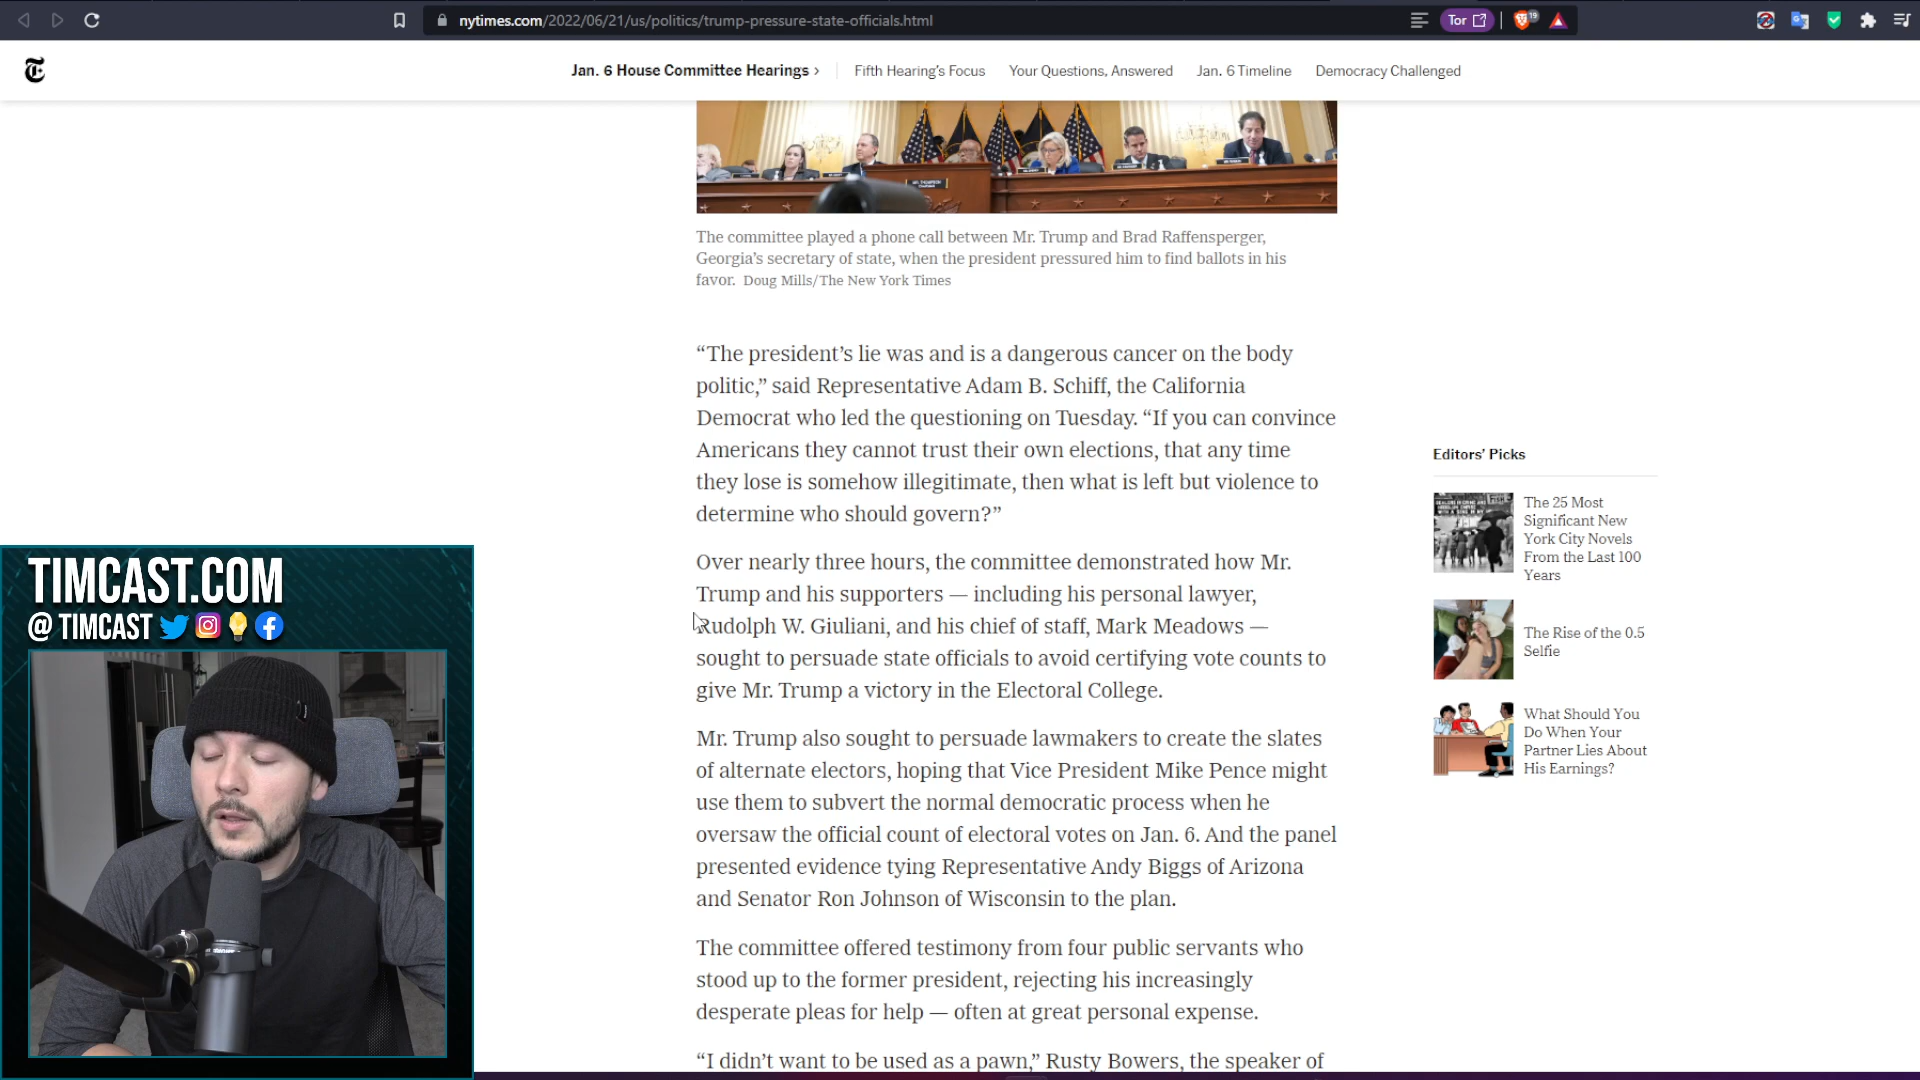 nytimes.com/2022/06/21/us/politics/trump-pressure-state-officials.html
Tor
19
Jan. 6 House Committee Hearings ›
Fifth Hearing's Focus
Your Questions, Answered
Jan. 6 Timeline
Democracy Challenged
The committee played a phone call between Mr. Trump and Brad Raffensperger,
Georgia's secretary of state, when the president pressured him to find ballots in his
favor. Doug Mills/The New York Times
“The president’s lie was and is a dangerous cancer on the body
politic,” said Representative Adam B. Schiff, the California
Democrat who led the questioning on Tuesday. “If you can convince
Americans they cannot trust their own elections, that any time
they lose is somehow illegitimate, then what is left but violence to
determine who should govern?”
Over nearly three hours, the committee demonstrated how Mr.
Trump and his supporters — including his personal lawyer,
Rudolph W. Giuliani, and his chief of staff, Mark Meadows —
sought to persuade state officials to avoid certifying vote counts to
give Mr. Trump a victory in the Electoral College.
Mr. Trump also sought to persuade lawmakers to create the slates
of alternate electors, hoping that Vice President Mike Pence might
use them to subvert the normal democratic process when he
oversaw the official count of electoral votes on Jan. 6. And the panel
presented evidence tying Representative Andy Biggs of Arizona
and Senator Ron Johnson of Wisconsin to the plan.
The committee offered testimony from four public servants who
stood up to the former president, rejecting his increasingly
desperate pleas for help — often at great personal expense.
“I didn’t want to be used as a pawn,” Rusty Bowers, the speaker of
Editors’ Picks
The 25 Most
Significant New
York City Novels
From the Last 100
Years
The Rise of the 0.5
Selfie
What Should You
Do When Your
Partner Lies About
His Earnings?
TIMCAST.COM
@ TIMCAST